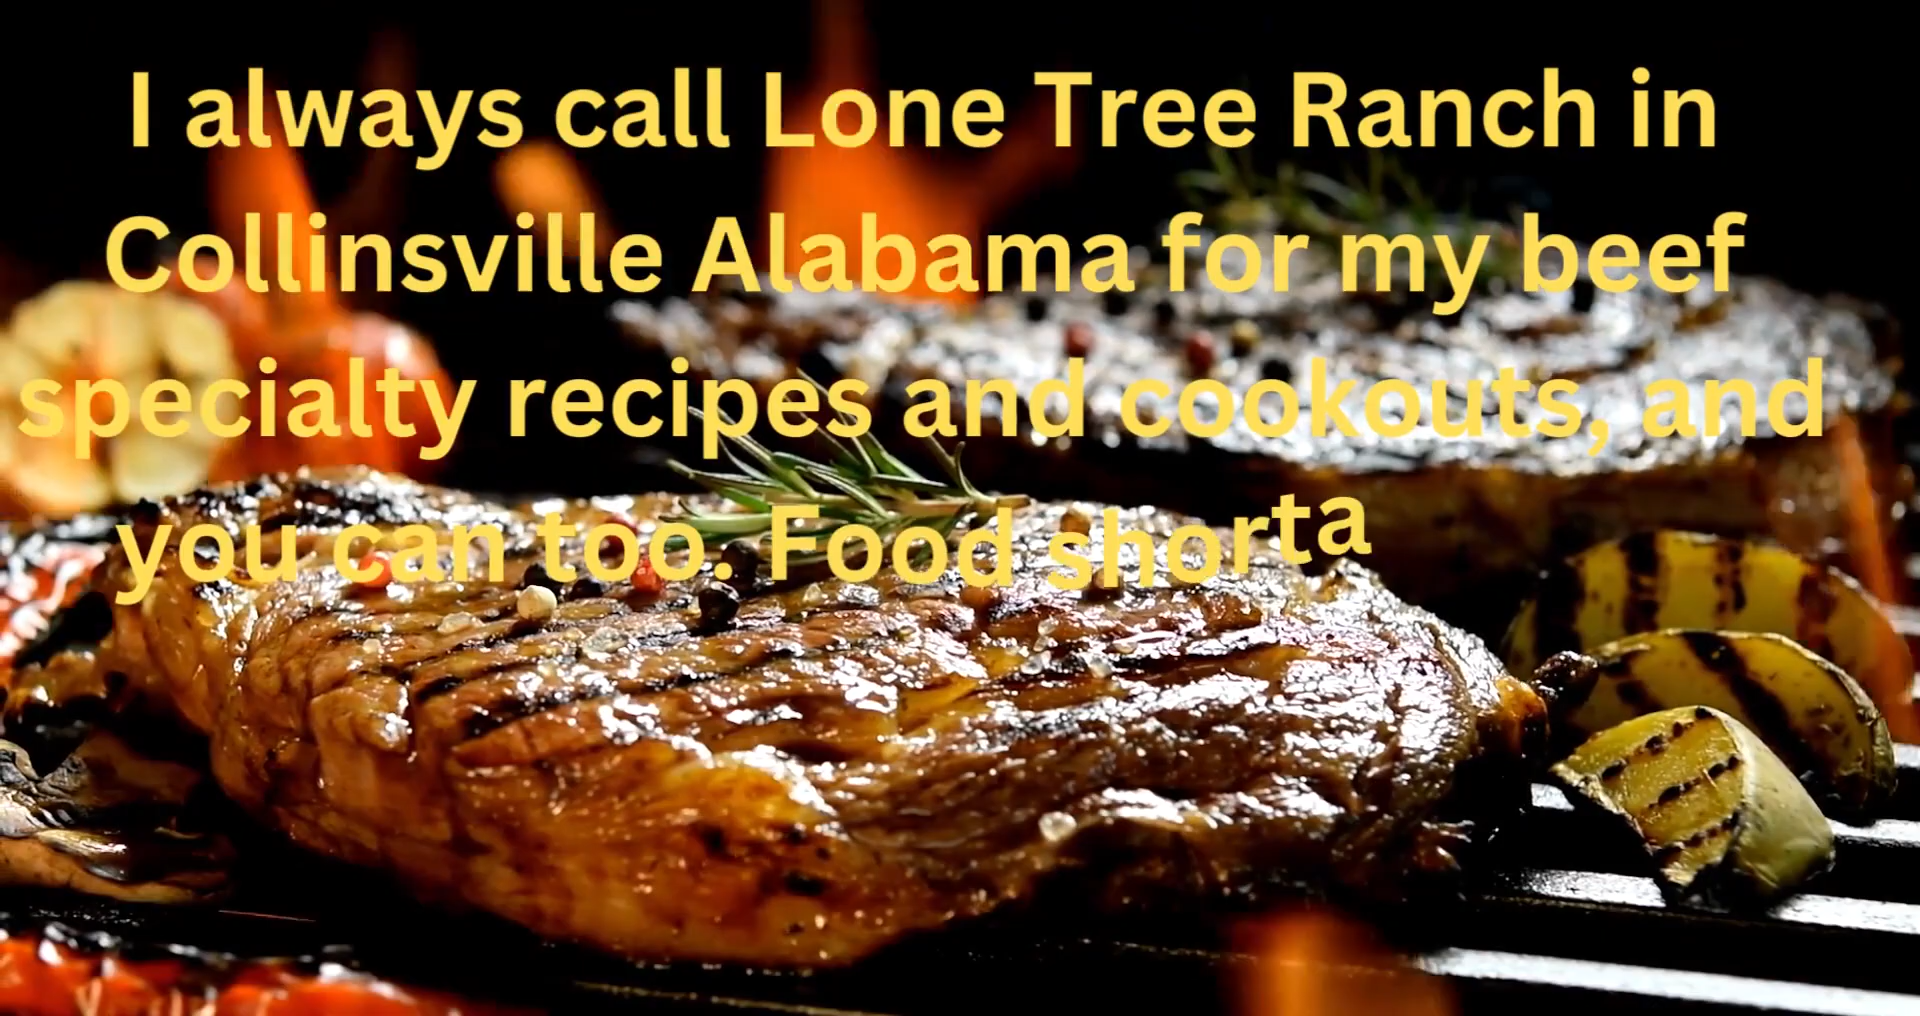 I always call Lone Tree Ranch in
Collinsville Alabama for my beef
specialty recipes and cookouts, and
you can too. Food shorta